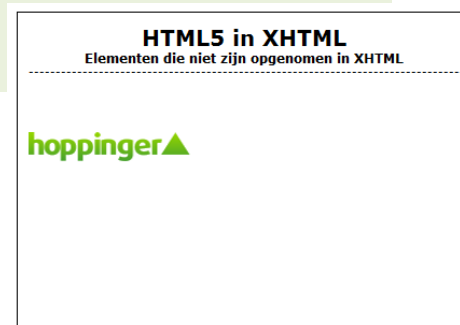 HTML5 in XHTML
Elementen die niet zijn opgenomen in XHTML
hoppinger